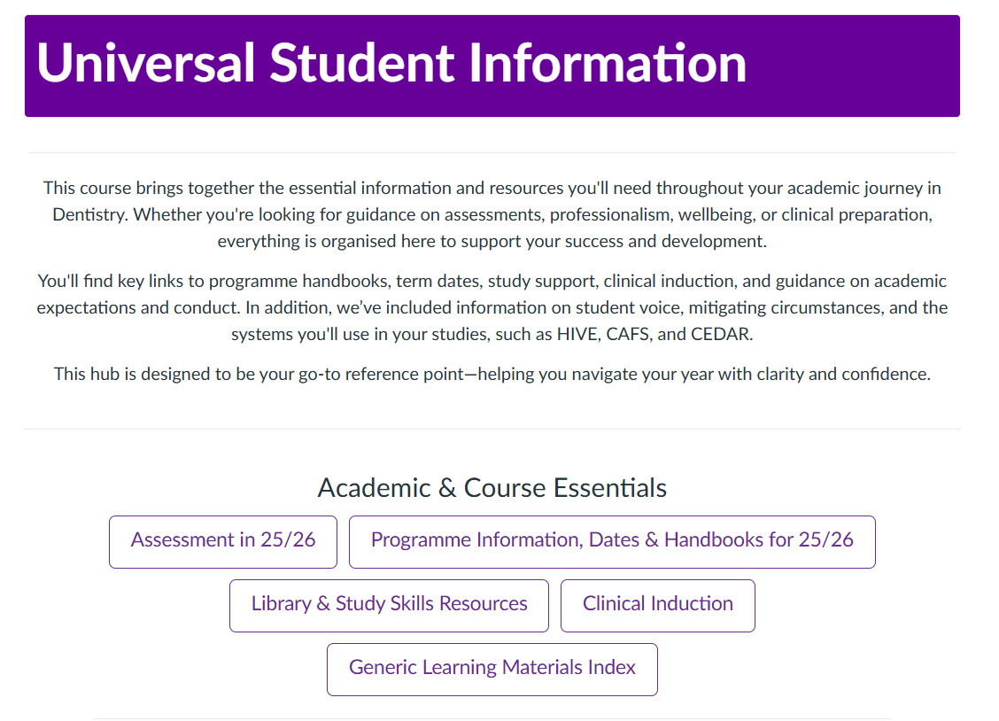 Universal Student Information
This course brings together the essential information and resources you'll need throughout your academic journey in
Dentistry. Whether you're looking for guidance on assessments, professionalism, wellbeing, or clinical preparation,
everything is organised here to support your success and development.
You'll find key links to programme handbooks, term dates, study support, clinical induction, and guidance on academic
expectations and conduct. In addition, we’ve included information on student voice, mitigating circumstances, and the
systems you'll use in your studies, such as HIVE, CAFS, and CEDAR.
This hub is designed to be your go-to reference point—helping you navigate your year with clarity and confidence.
Academic & Course Essentials
Assessment in 25/26 Programme Information, Dates & Handbooks for 25/26
Library & Study Skills Resources Clinical Induction
Generic Learning Materials Index